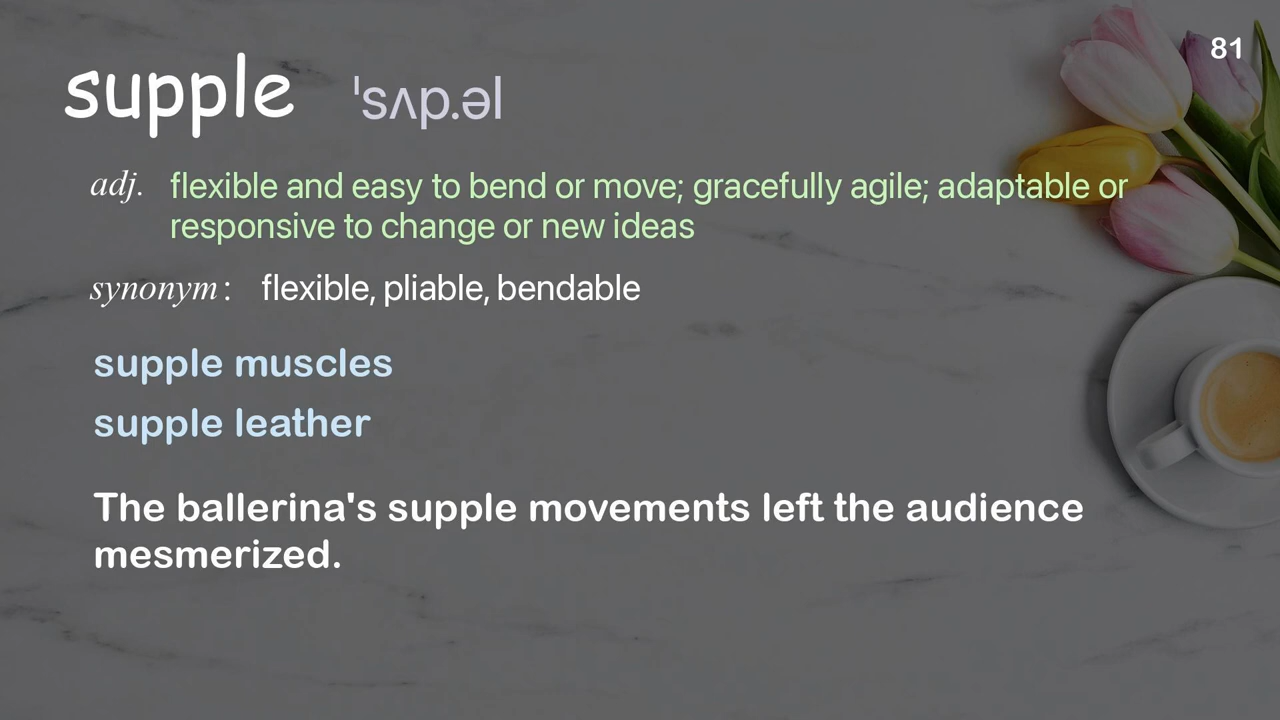 81
supple ˈsʌp.əl
adj. flexible and easy to bend or move; gracefully agile; adaptable or
responsive to change or new ideas
synonym: flexible, pliable, bendable
supple muscles
supple leather
The ballerina's supple movements left the audience
mesmerized.